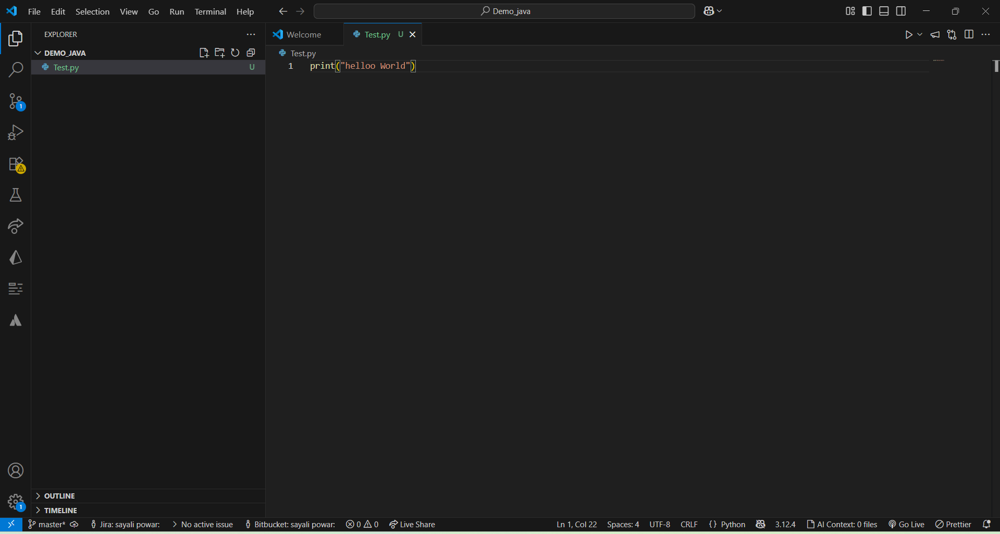 File Edit Selection View Go Run Terminal Help
Demo_java
EXPLORER
Welcome
Test.py U
DEMO_JAVA
Test.py
Test.py U
1 print("helloo World")
1
1
OUTLINE
TIMELINE
master* Jira: sayali powar: No active issue Bitbucket: sayali powar: 0 0 Live Share Ln 1, Col 22 Spaces: 4 UTF-8 CRLF {} Python 3.12.4 AI Context: 0 files Go Live Prettier